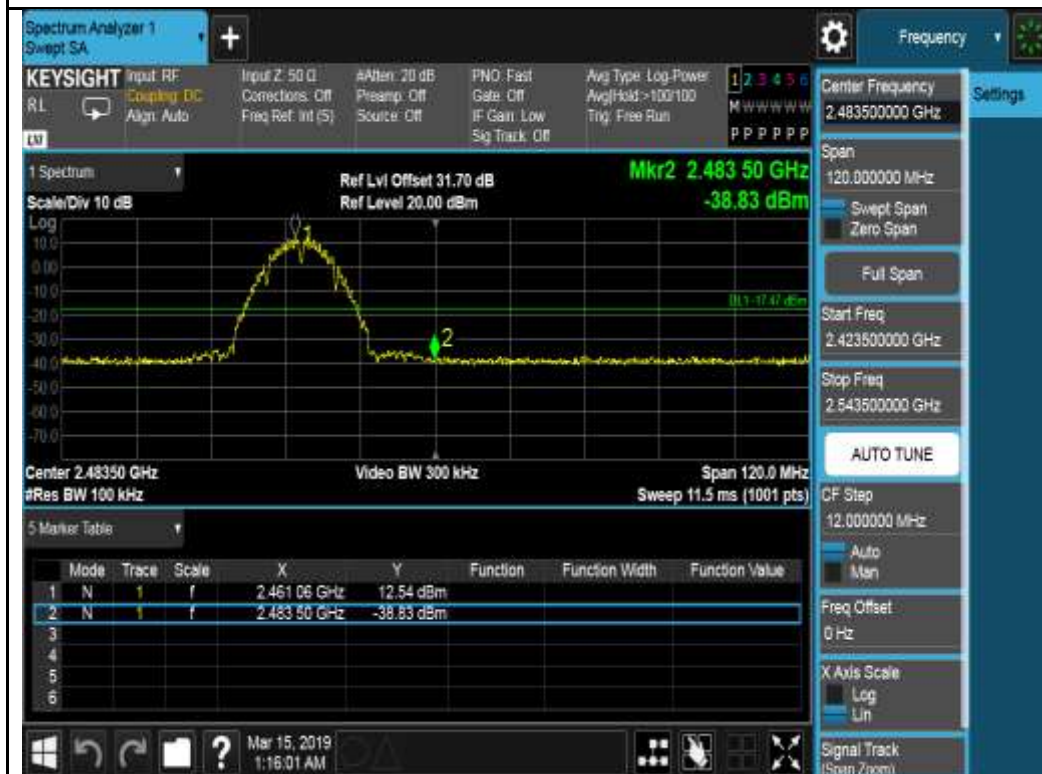 Spectrum Analyzer 1
Swept SA
+
Frequency
KEYSIGHT
RL
Input: RF
Coupling: DC
Align: Auto
Input Z: 50 Ω
Corrections: Off
Freq Ref: Int (S)
#Atten: 20 dB
Preamp: Off
Source: Off
PNO: Fast
Gate: Off
IF Gain: Low
Sig Track: Off
Avg Type: Log-Power
Avg|Hold:>100/100
Trig: Free Run
1 2 3 4 5 6
M W W W W W
P P P P P P
1 Spectrum
Scale/Div 10 dB
Ref Lvl Offset 31.70 dB
Ref Level 20.00 dBm
Mkr2 2.483 50 GHz
-38.83 dBm
Log
10.0
0.00
-10.0
-20.0
-30.0
-40.0
-50.0
-60.0
-70.0
1
2
DL1 -17.47 dBm
Center 2.48350 GHz
#Res BW 100 kHz
Video BW 300 kHz
Span 120.0 MHz
Sweep 11.5 ms (1001 pts)
5 Marker Table
Mode Trace Scale X Y Function Function Width Function Value
1 N 1 f 2.461 06 GHz 12.54 dBm
2 N 1 f 2.483 50 GHz -38.83 dBm
3
4
5
6
Mar 15, 2019
1:16:01 AM
Center Frequency
2.483500000 GHz
Settings
Span
120.000000 MHz
Swept Span
Zero Span
Full Span
Start Freq
2.423500000 GHz
Stop Freq
2.543500000 GHz
AUTO TUNE
CF Step
12.000000 MHz
Auto
Man
Freq Offset
0 Hz
X Axis Scale
Log
Lin
Signal Track
(Span Zoom)